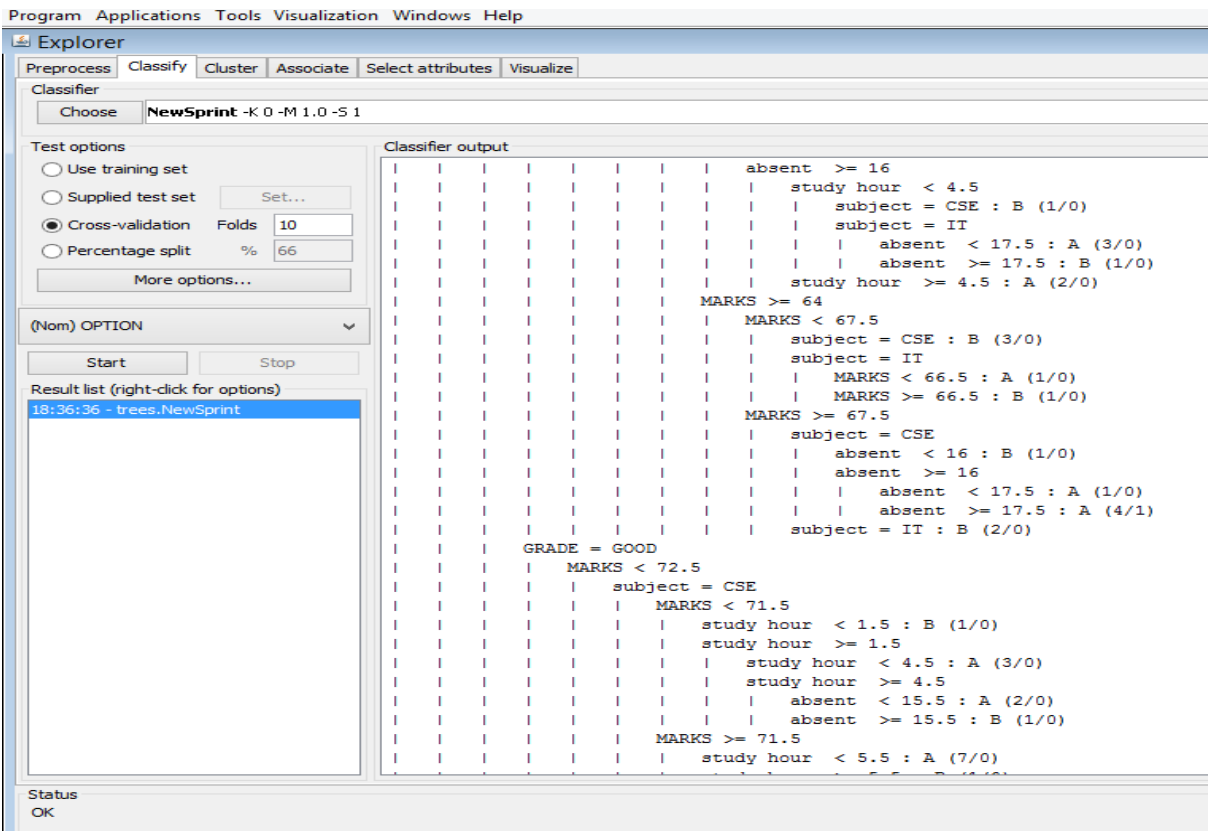 Program Applications Tools Visualization Windows Help
Explorer
Preprocess Classify Cluster Associate Select attributes Visualize
Classifier
Choose NewSprint -K 0 -M 1.0 -S 1
Test options
Use training set
Supplied test set Set...
Cross-validation Folds 10
Percentage split % 66
More options...
(Nom) OPTION
Start Stop
Result list (right-click for options)
18:36:36 - trees.NewSprint
Classifier output
| | | | | | | | absent >= 16
| | | | | | | | | study hour < 4.5
| | | | | | | | | | subject = CSE : B (1/0)
| | | | | | | | | | subject = IT
| | | | | | | | | | | absent < 17.5 : A (3/0)
| | | | | | | | | | | absent >= 17.5 : B (1/0)
| | | | | | | | | study hour >= 4.5 : A (2/0)
| | | | | | | MARKS >= 64
| | | | | | | | MARKS < 67.5
| | | | | | | | | subject = CSE : B (3/0)
| | | | | | | | | subject = IT
| | | | | | | | | | MARKS < 66.5 : A (1/0)
| | | | | | | | | | MARKS >= 66.5 : B (1/0)
| | | | | | | | MARKS >= 67.5
| | | | | | | | | subject = CSE
| | | | | | | | | | absent < 16 : B (1/0)
| | | | | | | | | | absent >= 16
| | | | | | | | | | | absent < 17.5 : A (1/0)
| | | | | | | | | | | absent >= 17.5 : A (4/1)
| | | | | | | | | subject = IT : B (2/0)
| | | GRADE = GOOD
| | | | MARKS < 72.5
| | | | | subject = CSE
| | | | | | MARKS < 71.5
| | | | | | | study hour < 1.5 : B (1/0)
| | | | | | | study hour >= 1.5
| | | | | | | | study hour < 4.5 : A (3/0)
| | | | | | | | study hour >= 4.5
| | | | | | | | | absent < 15.5 : A (2/0)
| | | | | | | | | absent >= 15.5 : B (1/0)
| | | | | | MARKS >= 71.5
| | | | | | | study hour < 5.5 : A (7/0)
Status
OK